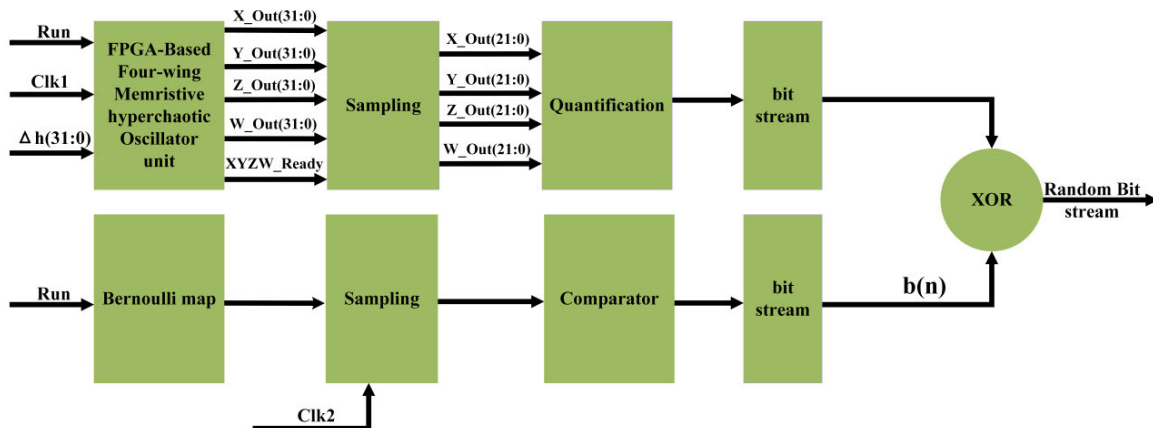 Run
Clk1
Δh(31:0)
FPGA-Based
Four-wing
Memristive
hyperchaotic
Oscillator
unit
X_Out(31:0)
Y_Out(31:0)
Z_Out(31:0)
W_Out(31:0)
XYZW_Ready
Sampling
X_Out(21:0)
Y_Out(21:0)
Z_Out(21:0)
W_Out(21:0)
Quantification
bit
stream
XOR
Random Bit
stream
Run
Bernoulli map
Sampling
Clk2
Comparator
bit
stream
b(n)